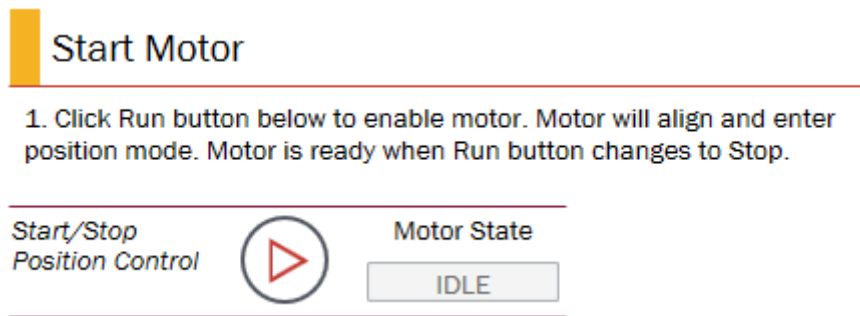 Start Motor
1. Click Run button below to enable motor. Motor will align and enter
position mode. Motor is ready when Run button changes to Stop.
Start/Stop
Position Control
Motor State
IDLE